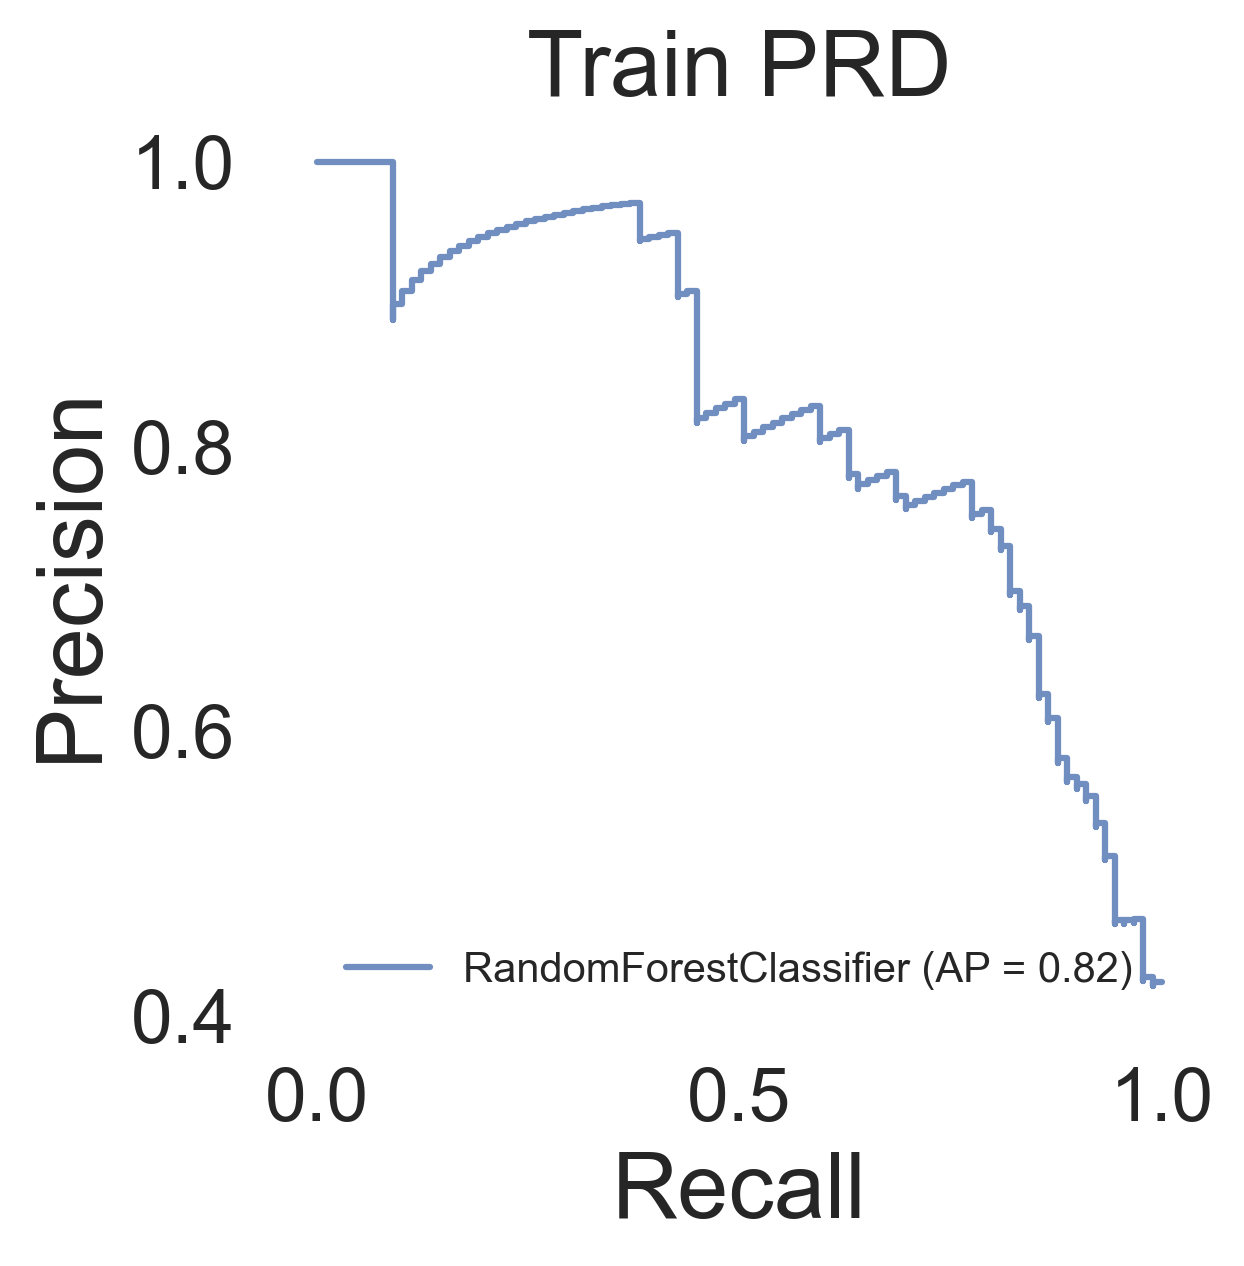 Train PRD
1.0
0.8
0.6
0.4
Precision
RandomForestClassifier (AP = 0.82)
0.0 0.5 1.0
Recall